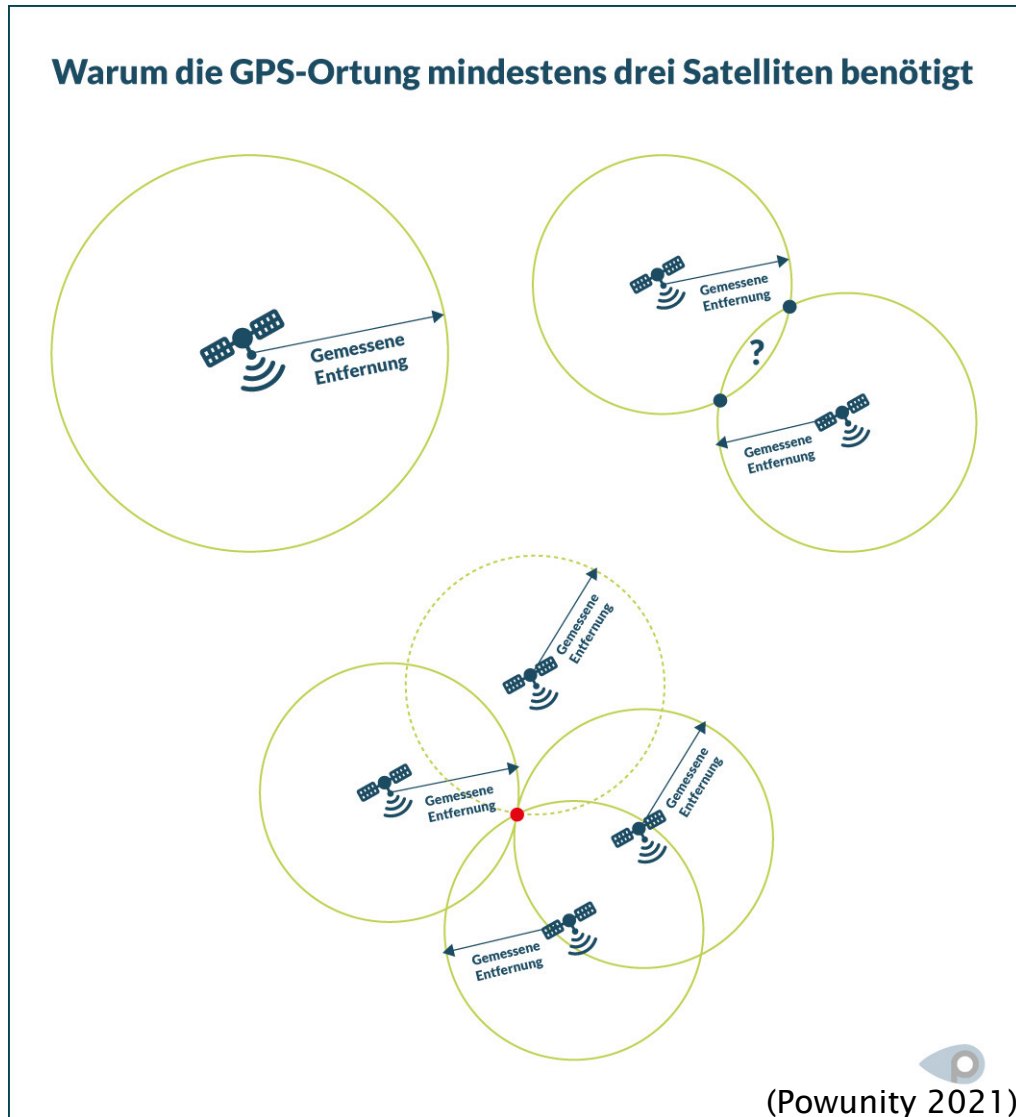 Warum die GPS-Ortung mindestens drei Satelliten benötigt
Gemessene
Entfernung
Gemessene
Entfernung
?
Gemessene
Entfernung
Gemessene
Entfernung
Gemessene
Entfernung
Gemessene
Entfernung
Gemessene
Entfernung
p
(Powunity 2021)